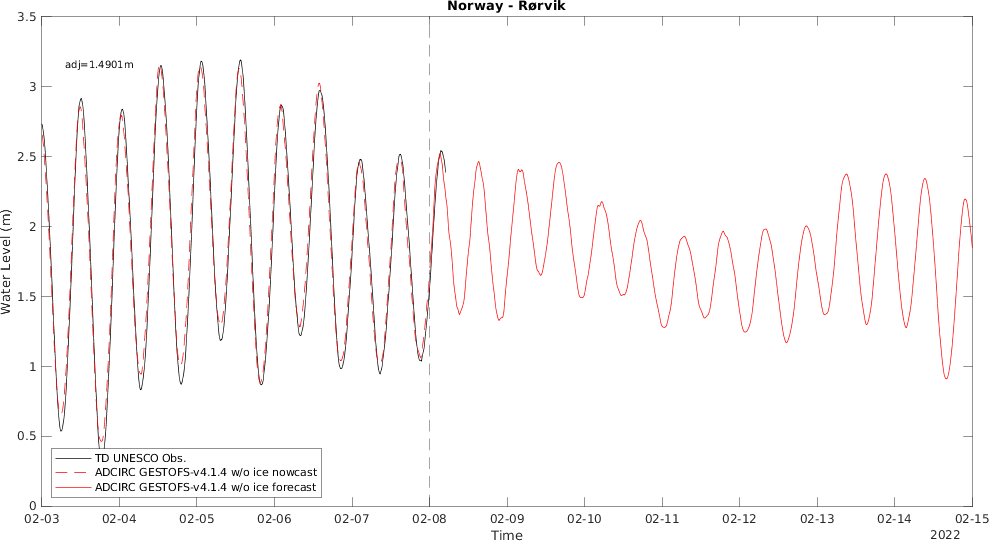 Norway - Rørvik
adj=1.4901m
Water Level (m)
3.5
3
2.5
2
1.5
1
0.5
0
TD UNESCO Obs.
ADCIRC GESTOFS-v4.1.4 w/o ice nowcast
ADCIRC GESTOFS-v4.1.4 w/o ice forecast
02-03 02-04 02-05 02-06 02-07 02-08 02-09 02-10 02-11 02-12 02-13 02-14 02-15
Time
2022